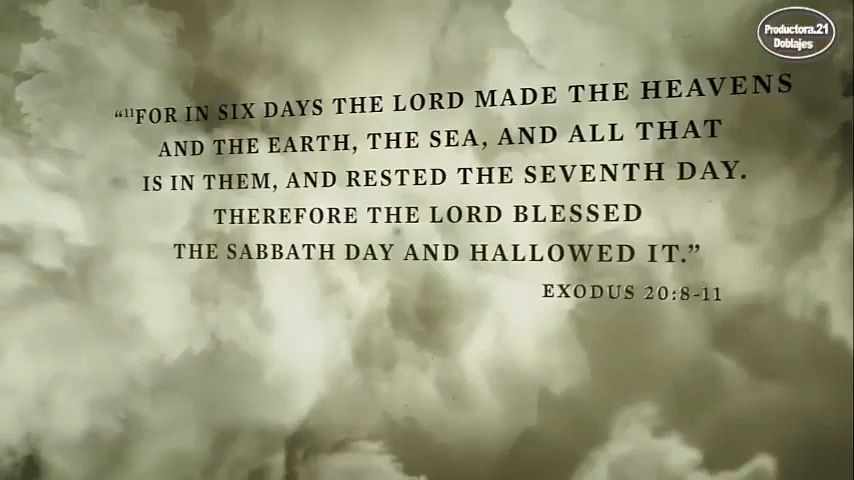 Productora.21
Doblajes
“¹¹FOR IN SIX DAYS THE LORD MADE THE HEAVENS
AND THE EARTH, THE SEA, AND ALL THAT
IS IN THEM, AND RESTED THE SEVENTH DAY.
THEREFORE THE LORD BLESSED
THE SABBATH DAY AND HALLOWED IT.”
EXODUS 20:8-11